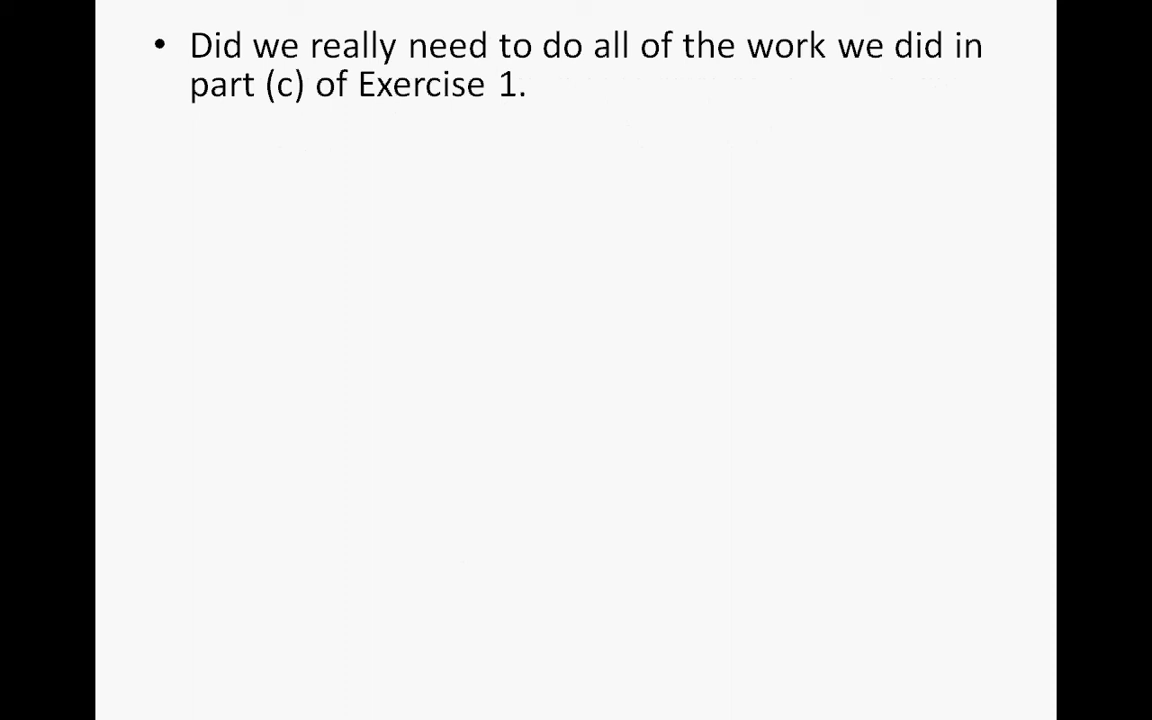 • Did we really need to do all of the work we did in
part (c) of Exercise 1.